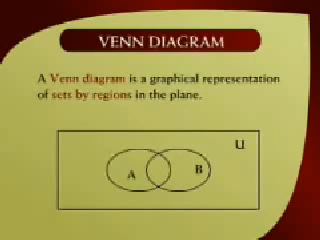 VENN DIAGRAM
A Venn diagram is a graphical representation
of sets by regions in the plane.
U
A B